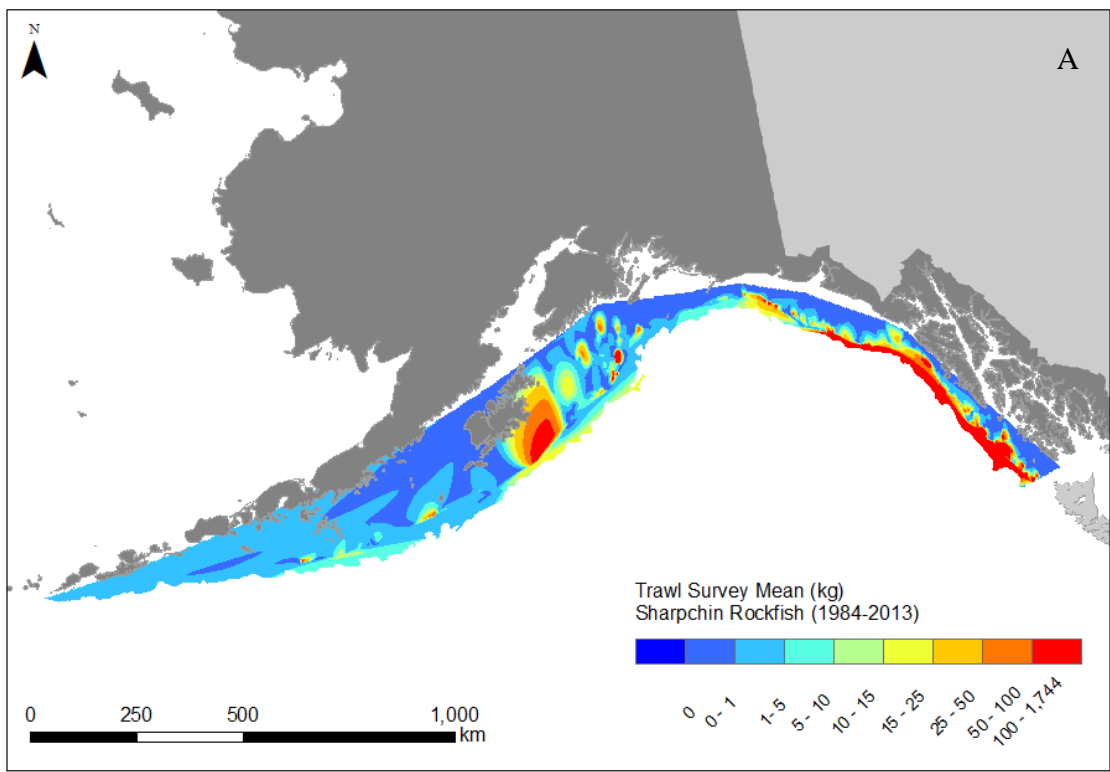 N
A
Trawl Survey Mean (kg)
Sharpchin Rockfish (1984-2013)
0
0 - 1
1- 5
5 - 10
10 - 15
15 - 25
25 - 50
50 - 100
100 - 1,744
0 250 500 1,000
km